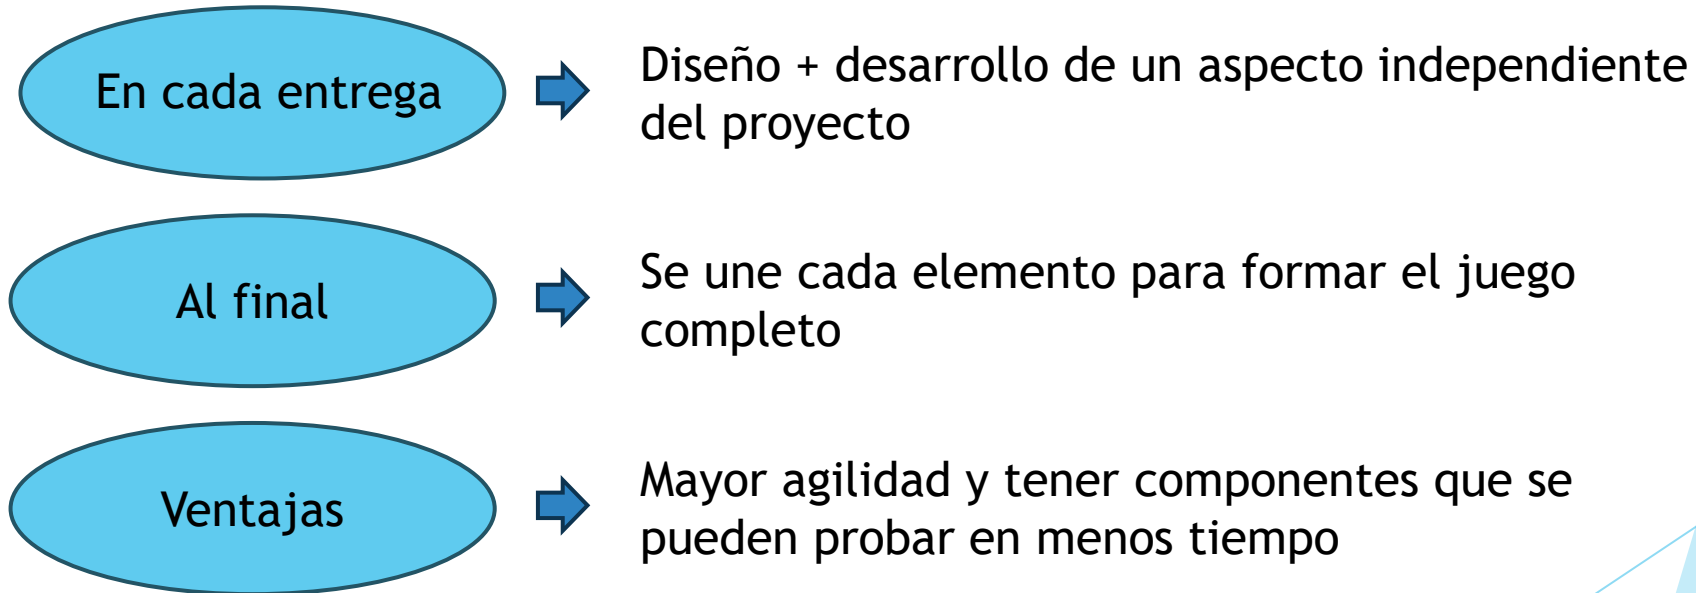 En cada entrega
Diseño + desarrollo de un aspecto independiente
del proyecto
Al final
Se une cada elemento para formar el juego
completo
Ventajas
Mayor agilidad y tener componentes que se
pueden probar en menos tiempo